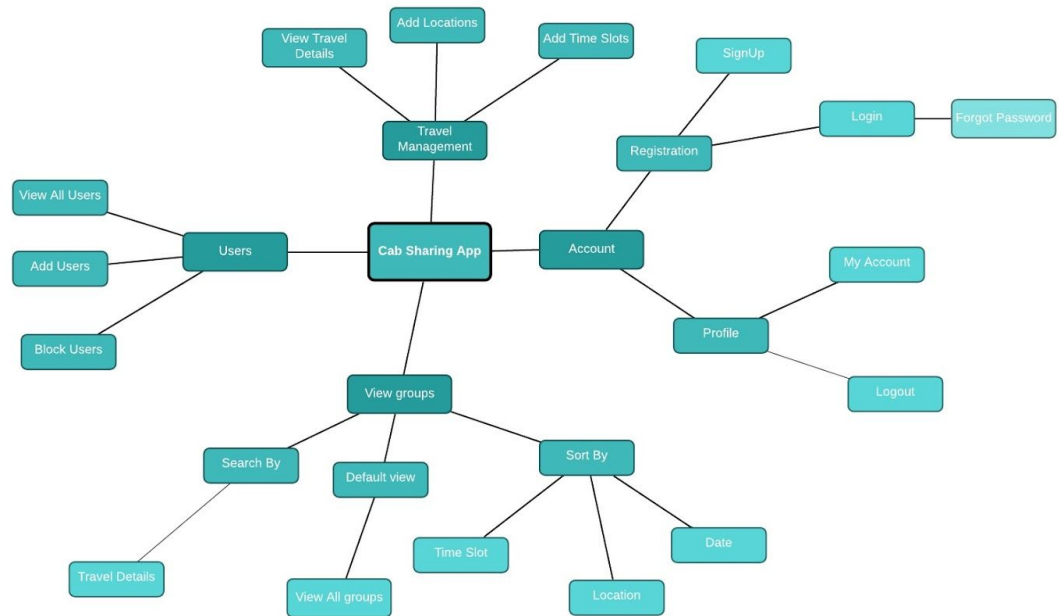 Add Locations
View Travel
Details
Add Time Slots
SignUp
Login
Forgot Password
Travel
Management
Registration
View All Users
Users
Cab Sharing App
Account
Add Users
My Account
Block Users
Profile
View groups
Logout
Search By
Default view
Sort By
Travel Details
View All groups
Time Slot
Location
Date